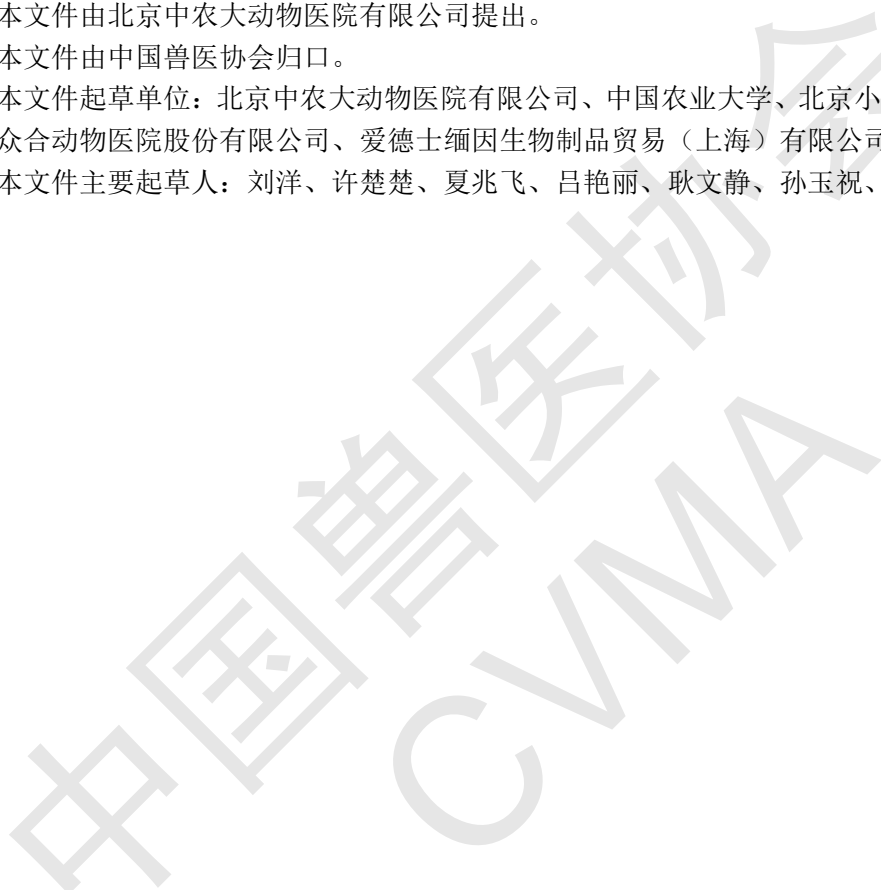 本文件由北京中农大动物医院有限公司提出。
本文件由中国兽医协会归口。
本文件起草单位：北京中农大动物医院有限公司、中国农业大学、北京小
众合动物医院股份有限公司、爱德士缅因生物制品贸易（上海）有限公司
本文件主要起草人：刘洋、许楚楚、夏兆飞、吕艳丽、耿文静、孙玉祝、
中国兽医协会
CVMA